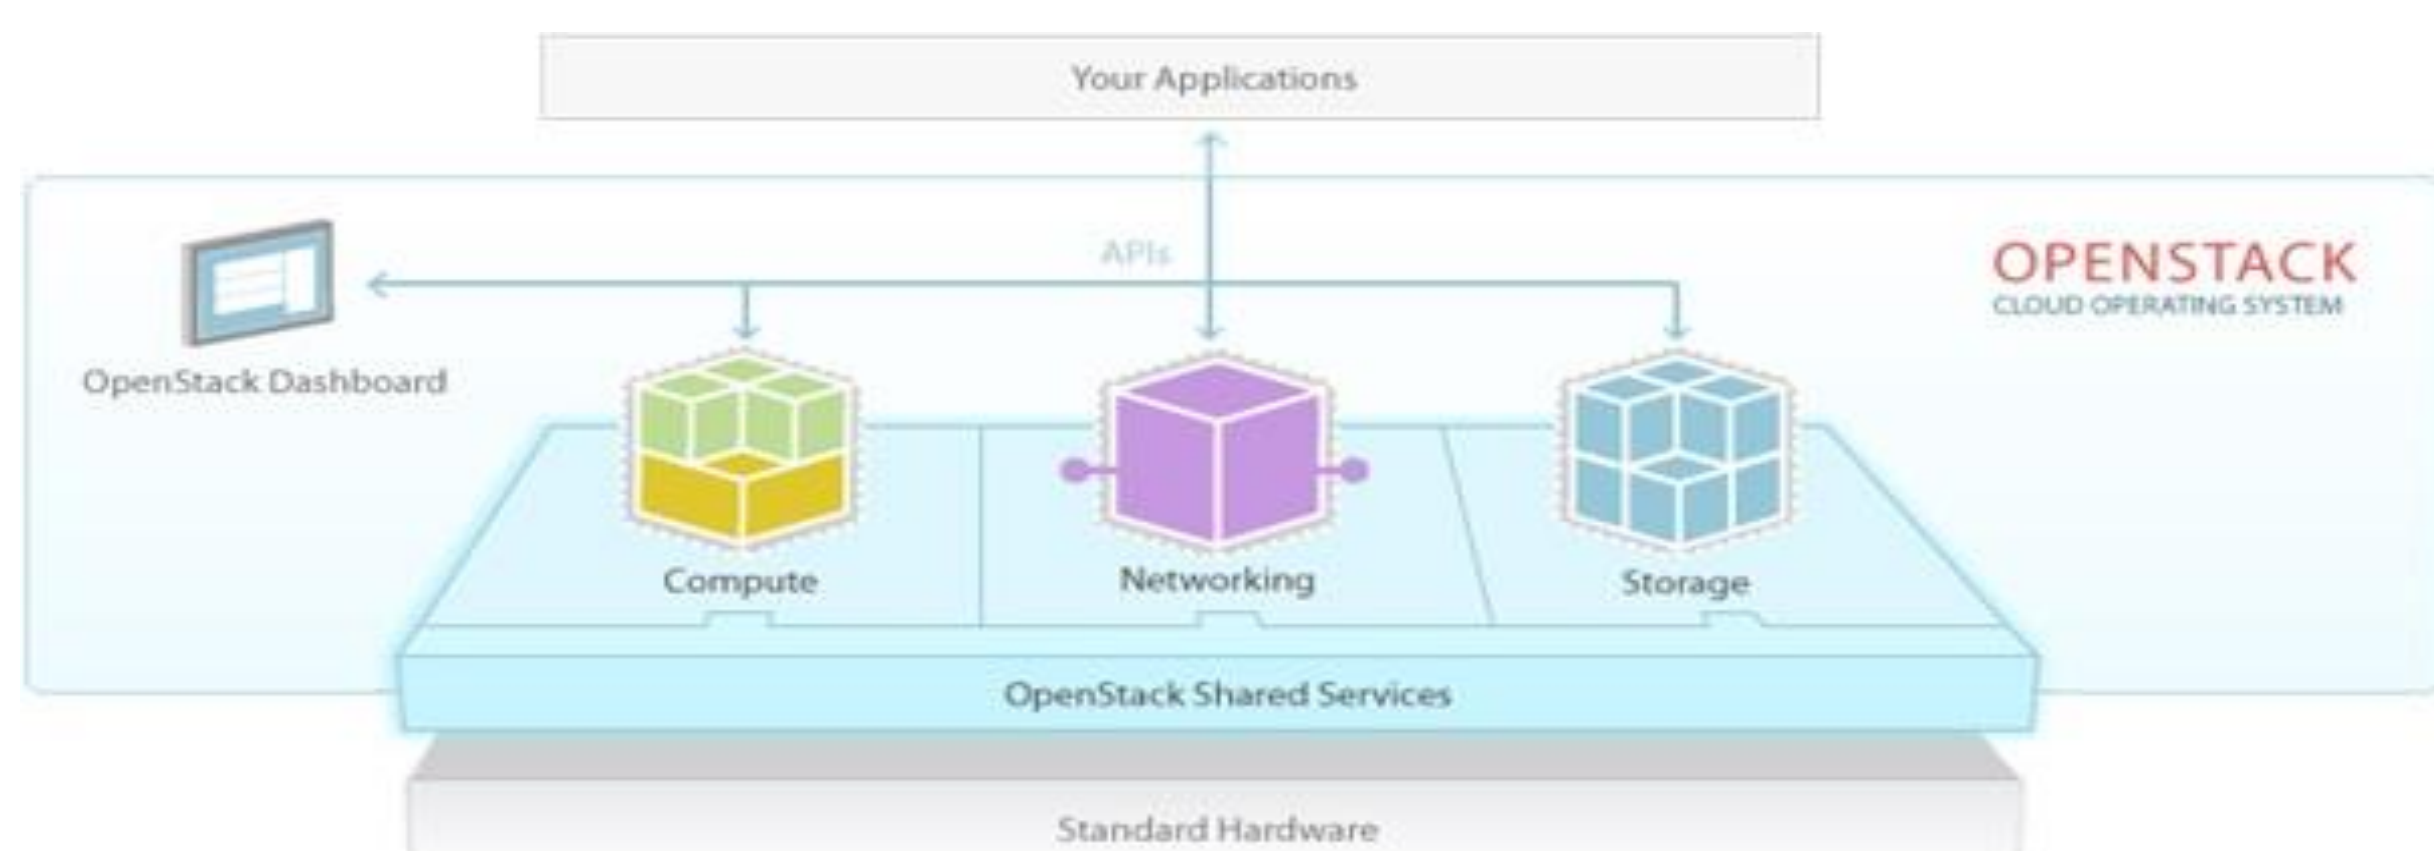 Your Applications
APIs
OPENSTACK
CLOUD OPERATING SYSTEM
OpenStack Dashboard
Compute
Networking
Storage
OpenStack Shared Services
Standard Hardware